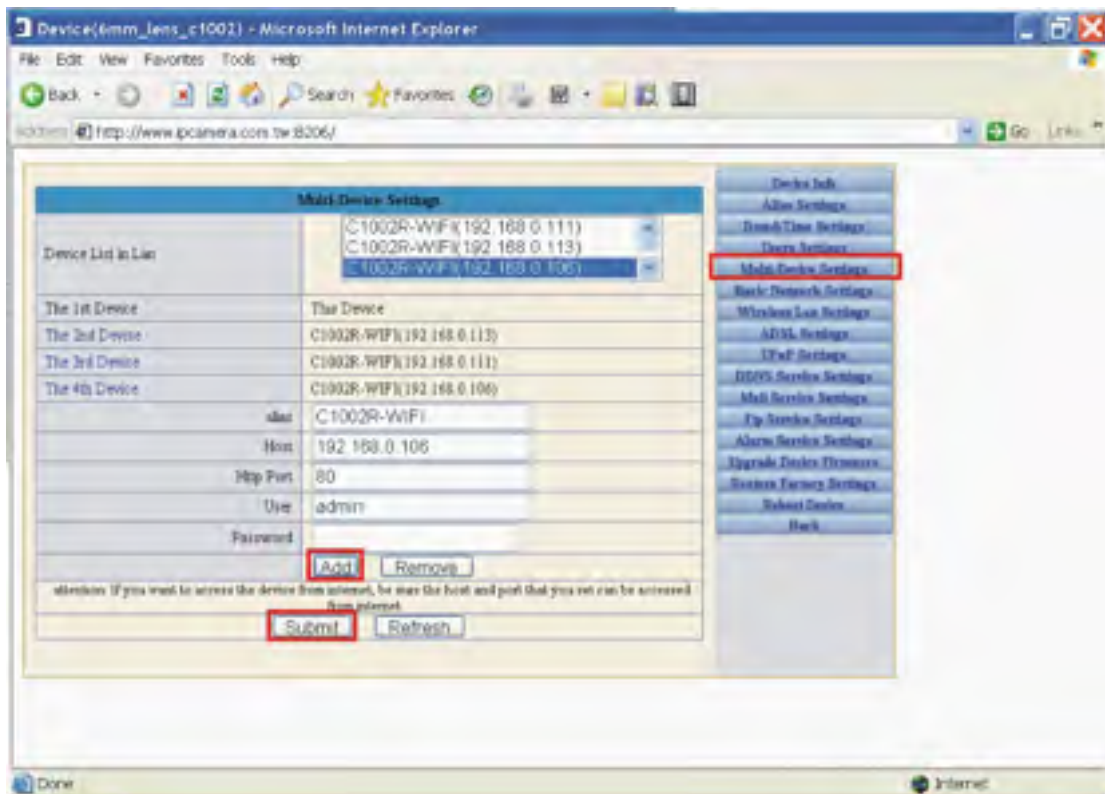 Device(6mm_lens_c1002) - Microsoft Internet Explorer
File Edit View Favorites Tools Help
Back Search Favorites
Address http://www.ipcamera.com.tw:8206/ Go Links
Multi-Device Settings
Device List in Lan
C1002R-WIFI(192.168.0.111)
C1002R-WIFI(192.168.0.113)
C1002R-WIFI(192.168.0.106)
The 1st Device This Device
The 2nd Device C1002R-WIFI(192.168.0.113)
The 3rd Device C1002R-WIFI(192.168.0.111)
The 4th Device C1002R-WIFI(192.168.0.106)
alias C1002R-WIFI
Host 192.168.0.106
Http Port 80
User admin
Password
Add Remove
attention: If you want to access the device from internet, be sure the host and port that you set can be accessed
from internet.
Submit Refresh
Device Info
Alias Settings
Date&Time Settings
Users Settings
Multi-Device Settings
Basic Network Settings
Wireless Lan Settings
ADSL Settings
UPnP Settings
DDNS Service Settings
Mail Service Settings
Ftp Service Settings
Alarm Service Settings
Upgrade Device Firmware
Restore Factory Settings
Reboot Device
Back
Done Internet